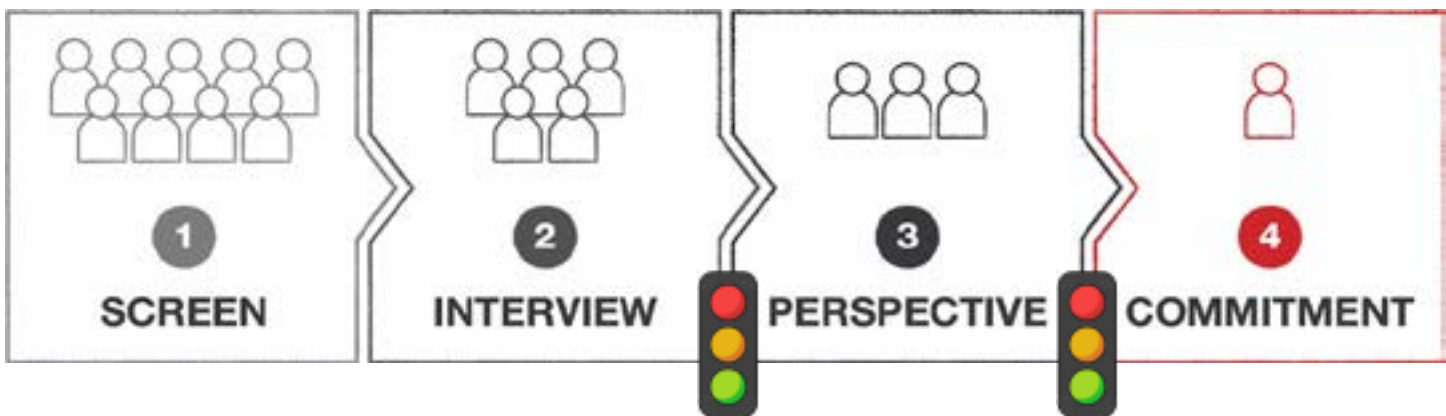 1
SCREEN
2
INTERVIEW
3
PERSPECTIVE
4
COMMITMENT